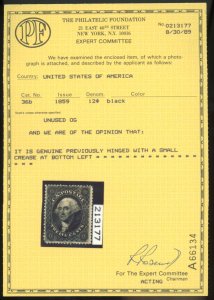 THE PHILATELIC FOUNDATION
21 EAST 40TH STREET
NEW YORK, N.Y. 10016
EXPERT COMMITTEE
No 0213177
8/30/89
PF
We have examined the enclosed item, of which a photo-
graph is attached, and described by the applicant as follows:
Country: UNITED STATES OF AMERICA
Cat. No. Issue Denom. Color
36b 1859 12¢ black
UNUSED OG
AND WE ARE OF THE OPINION THAT:
IT IS GENUINE PREVIOUSLY HINGED WITH A SMALL
CREASE AT BOTTOM LEFT
213177
A66134
For The Expert Committee
ACTING Chairman